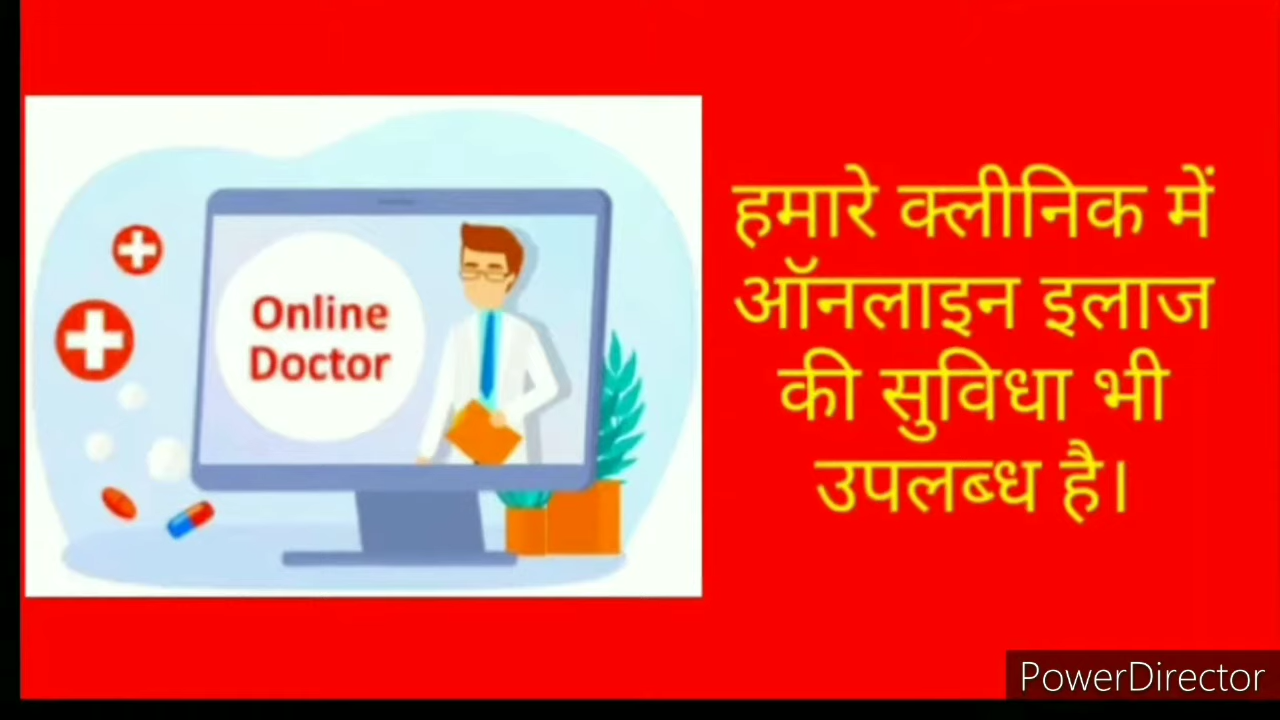 Online
Doctor
हमारे क्लीनिक में
ऑनलाइन इलाज
की सुविधा भी
उपलब्ध है।
PowerDirector